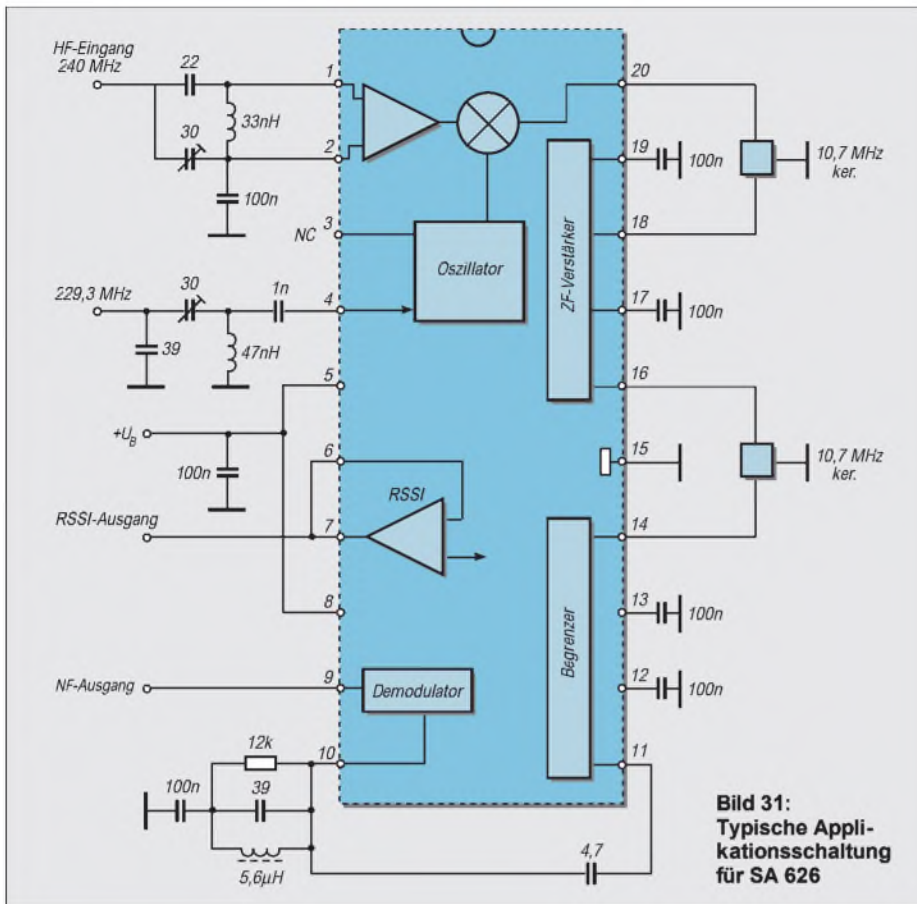 HF-Eingang
240 MHz
22
1
33nH
30
2
100n
NC
3
Oszillator
229,3 MHz
30
1n
4
39
47nH
5
+U_B
100n
6
RSSI
RSSI-Ausgang
7
8
NF-Ausgang
9
Demodulator
12k
10
100n
39
5,6µH
4,7
20
19
100n
10,7 MHz
ker.
18
ZF-Verstärker
17
100n
16
15
10,7 MHz
ker.
14
Begrenzer
13
100n
12
100n
11
Bild 31:
Typische Appli-
kationsschaltung
für SA 626